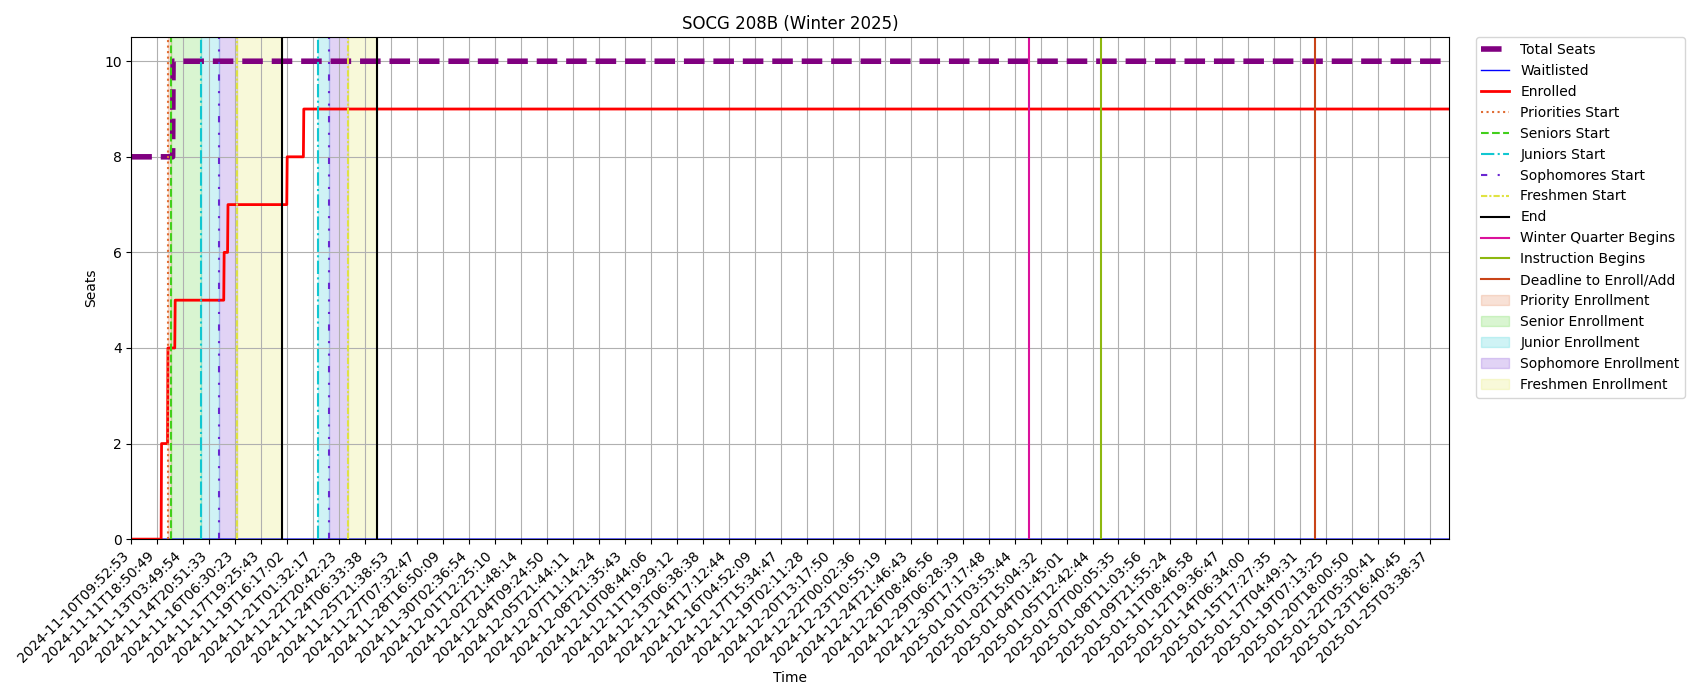 SOCG 208B (Winter 2025)
10
8
6
4
2
0
Seats
Total Seats
Waitlisted
Enrolled
Priorities Start
Seniors Start
Juniors Start
Sophomores Start
Freshmen Start
End
Winter Quarter Begins
Instruction Begins
Deadline to Enroll/Add
Priority Enrollment
Senior Enrollment
Junior Enrollment
Sophomore Enrollment
Freshmen Enrollment
2024-11-10T09:52:53
2024-11-11T18:50:49
2024-11-13T03:49:54
2024-11-14T20:51:33
2024-11-16T06:30:23
2024-11-17T19:25:43
2024-11-19T16:17:02
2024-11-21T01:32:17
2024-11-22T20:42:23
2024-11-24T06:33:38
2024-11-25T21:38:53
2024-11-27T07:32:47
2024-11-28T16:50:09
2024-11-30T02:36:54
2024-12-01T12:25:10
2024-12-02T21:48:14
2024-12-04T09:24:50
2024-12-05T21:44:11
2024-12-07T11:14:24
2024-12-08T21:35:43
2024-12-10T08:44:06
2024-12-11T19:29:12
2024-12-13T06:38:38
2024-12-14T17:12:44
2024-12-16T04:52:09
2024-12-17T15:34:47
2024-12-19T02:11:28
2024-12-20T13:17:50
2024-12-22T00:02:36
2024-12-23T10:55:19
2024-12-24T21:46:43
2024-12-26T08:46:56
2024-12-29T06:28:39
2024-12-30T17:17:48
2025-01-01T03:53:44
2025-01-02T15:04:32
2025-01-04T01:45:01
2025-01-05T12:42:44
2025-01-07T00:05:35
2025-01-08T11:03:56
2025-01-09T21:55:24
2025-01-11T08:46:58
2025-01-12T19:36:47
2025-01-14T06:34:00
2025-01-15T17:27:35
2025-01-17T04:49:31
2025-01-19T07:13:25
2025-01-20T18:00:50
2025-01-22T05:30:41
2025-01-23T16:40:45
2025-01-25T03:38:37
Time